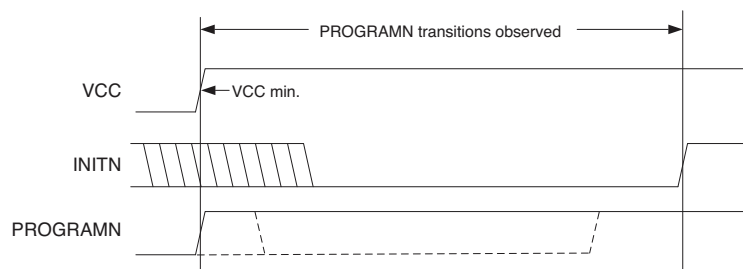 PROGRAMN transitions observed
VCC
VCC min.
INITN
PROGRAMN